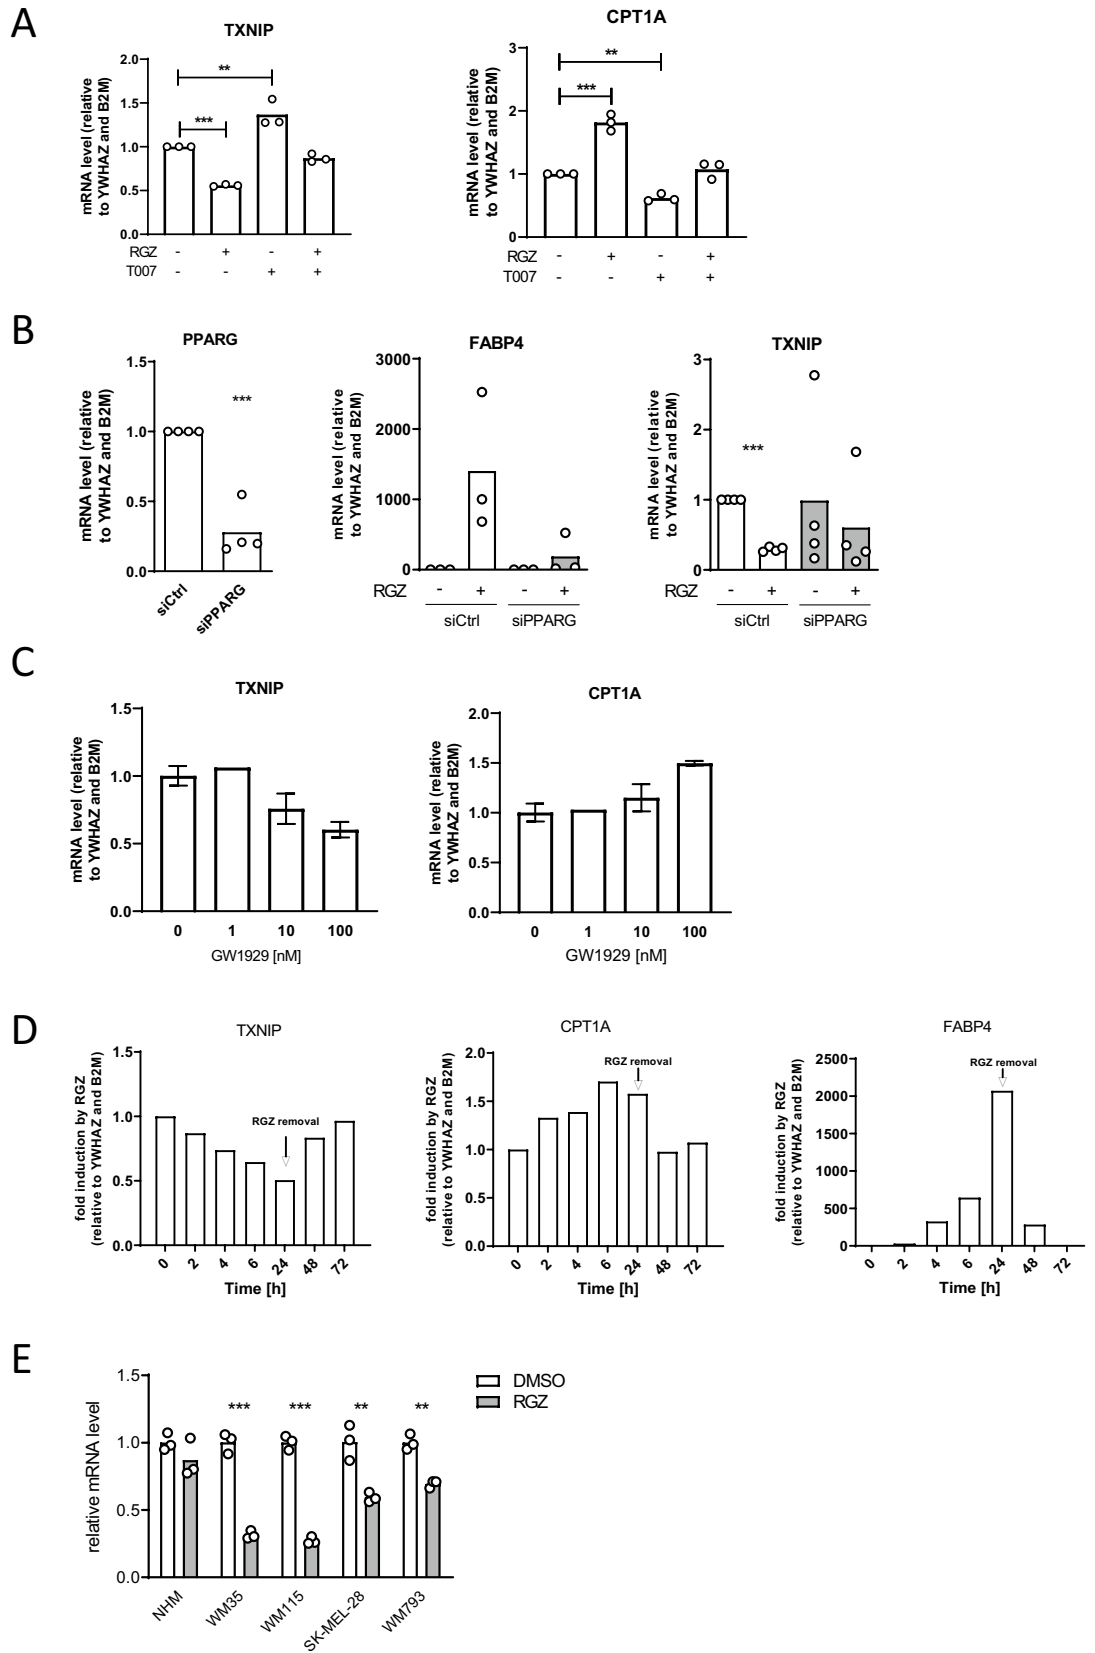 A
TXNIP
mRNA level (relative
to YWHAZ and B2M)
2.0
1.5
1.0
0.5
0.0
**
***
RGZ - + - +
T007 - - + +
CPT1A
mRNA level (relative
to YWHAZ and B2M)
3
2
1
0
**
***
RGZ - + - +
T007 - - + +
B
PPARG
mRNA level (relative
to YWHAZ and B2M)
1.5
1.0
0.5
0.0
***
siCtrl
siPPARG
FABP4
mRNA level (relative
to YWHAZ and B2M)
3000
2000
1000
0
RGZ - + - +
siCtrl siPPARG
TXNIP
mRNA level (relative
to YWHAZ and B2M)
3
2
1
0
***
RGZ - + - +
siCtrl siPPARG
C
TXNIP
mRNA level (relative
to YWHAZ and B2M)
1.5
1.0
0.5
0.0
0 1 10 100
GW1929 [nM]
CPT1A
mRNA level (relative
to YWHAZ and B2M)
2.0
1.5
1.0
0.5
0.0
0 1 10 100
GW1929 [nM]
D
TXNIP
fold induction by RGZ
(relative to YWHAZ and B2M)
1.5
1.0
0.5
0.0
RGZ removal
0 2 4 6 24 48 72
Time [h]
CPT1A
fold induction by RGZ
(relative to YWHAZ and B2M)
2.0
1.5
1.0
0.5
0.0
RGZ removal
0 2 4 6 24 48 72
Time [h]
FABP4
fold induction by RGZ
(relative to YWHAZ and B2M)
2500
2000
1500
1000
500
0
RGZ removal
0 2 4 6 24 48 72
Time [h]
E
relative mRNA level
1.5
1.0
0.5
0.0
*** *** ** **
NHM
WM35
WM115
SK-MEL-28
WM793
DMSO
RGZ